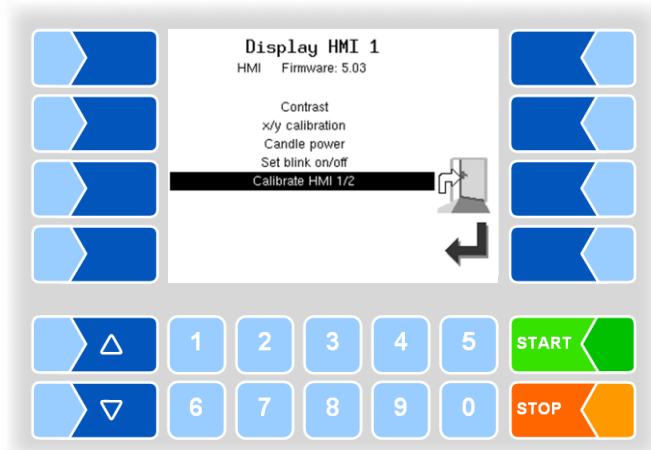 Display HMI 1
HMI Firmware: 5.03
Contrast
x/y calibration
Candle power
Set blink on/off
Calibrate HMI 1/2
1 2 3 4 5 START
6 7 8 9 0 STOP